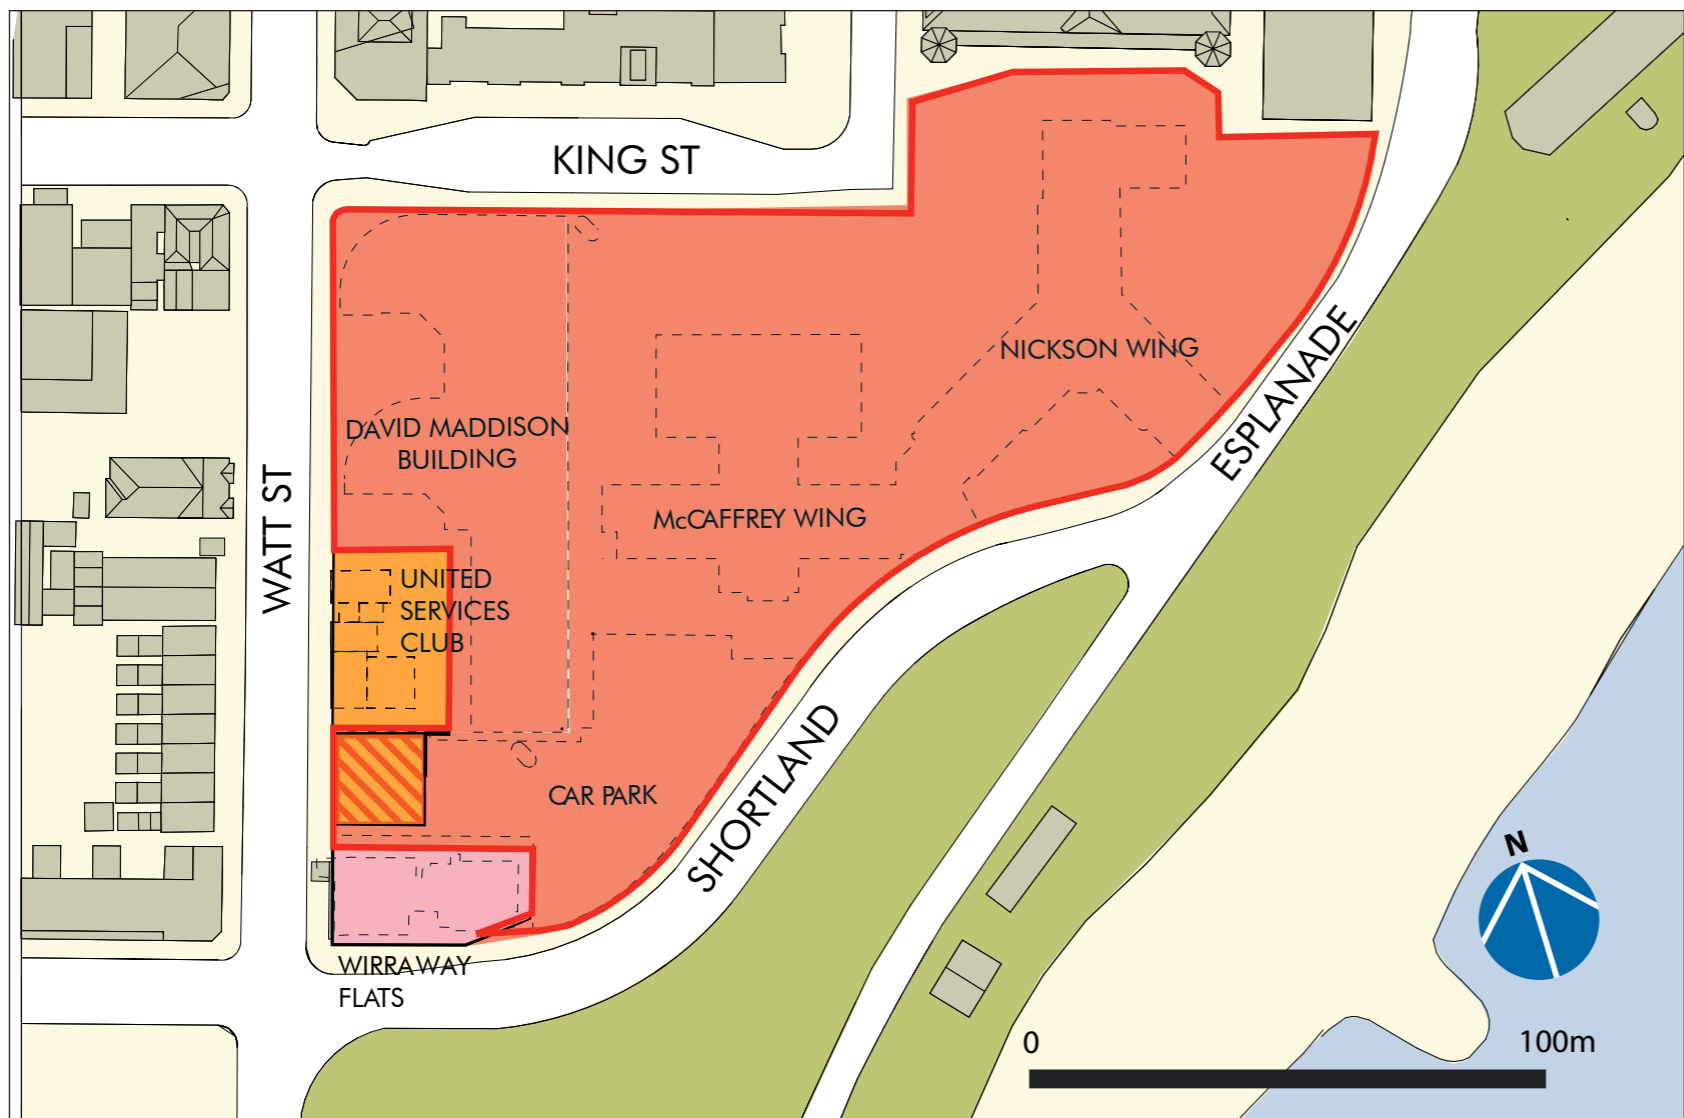 KING ST
NICKSON WING
ESPLANADE
DAVID MADDISON
BUILDING
WATT ST
McCAFFREY WING
UNITED
SERVICES
CLUB
CAR PARK
SHORTLAND
N
WIRRAWAY
FLATS
0 100m